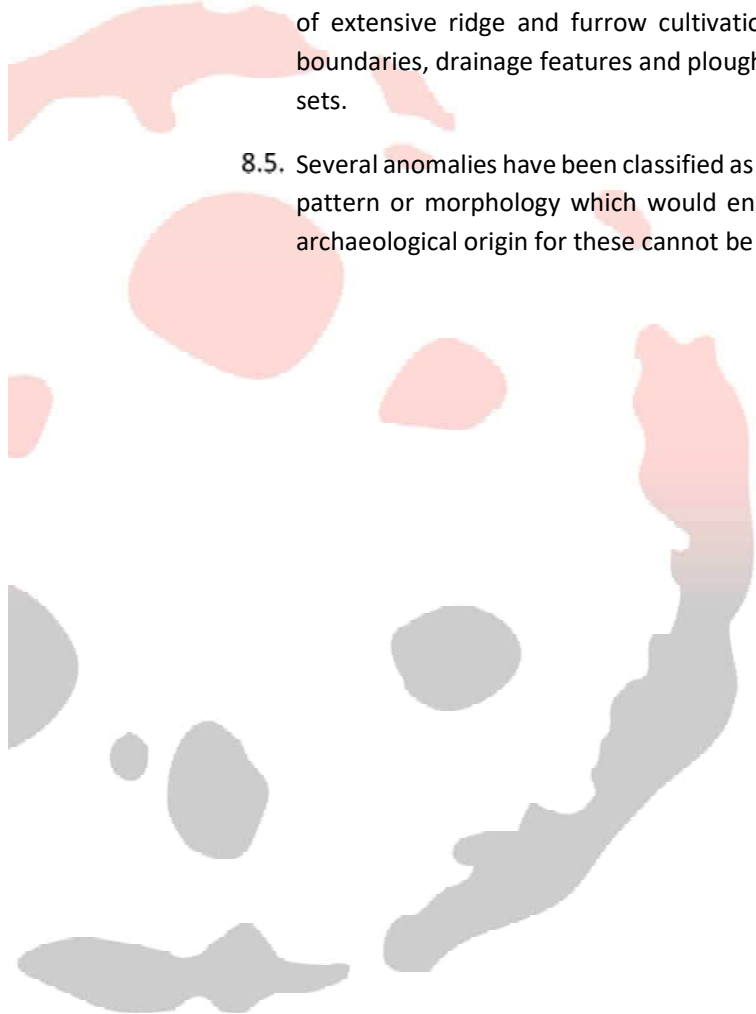 of extensive ridge and furrow cultivatio
boundaries, drainage features and plough
sets.
8.5. Several anomalies have been classified as
pattern or morphology which would en
archaeological origin for these cannot be